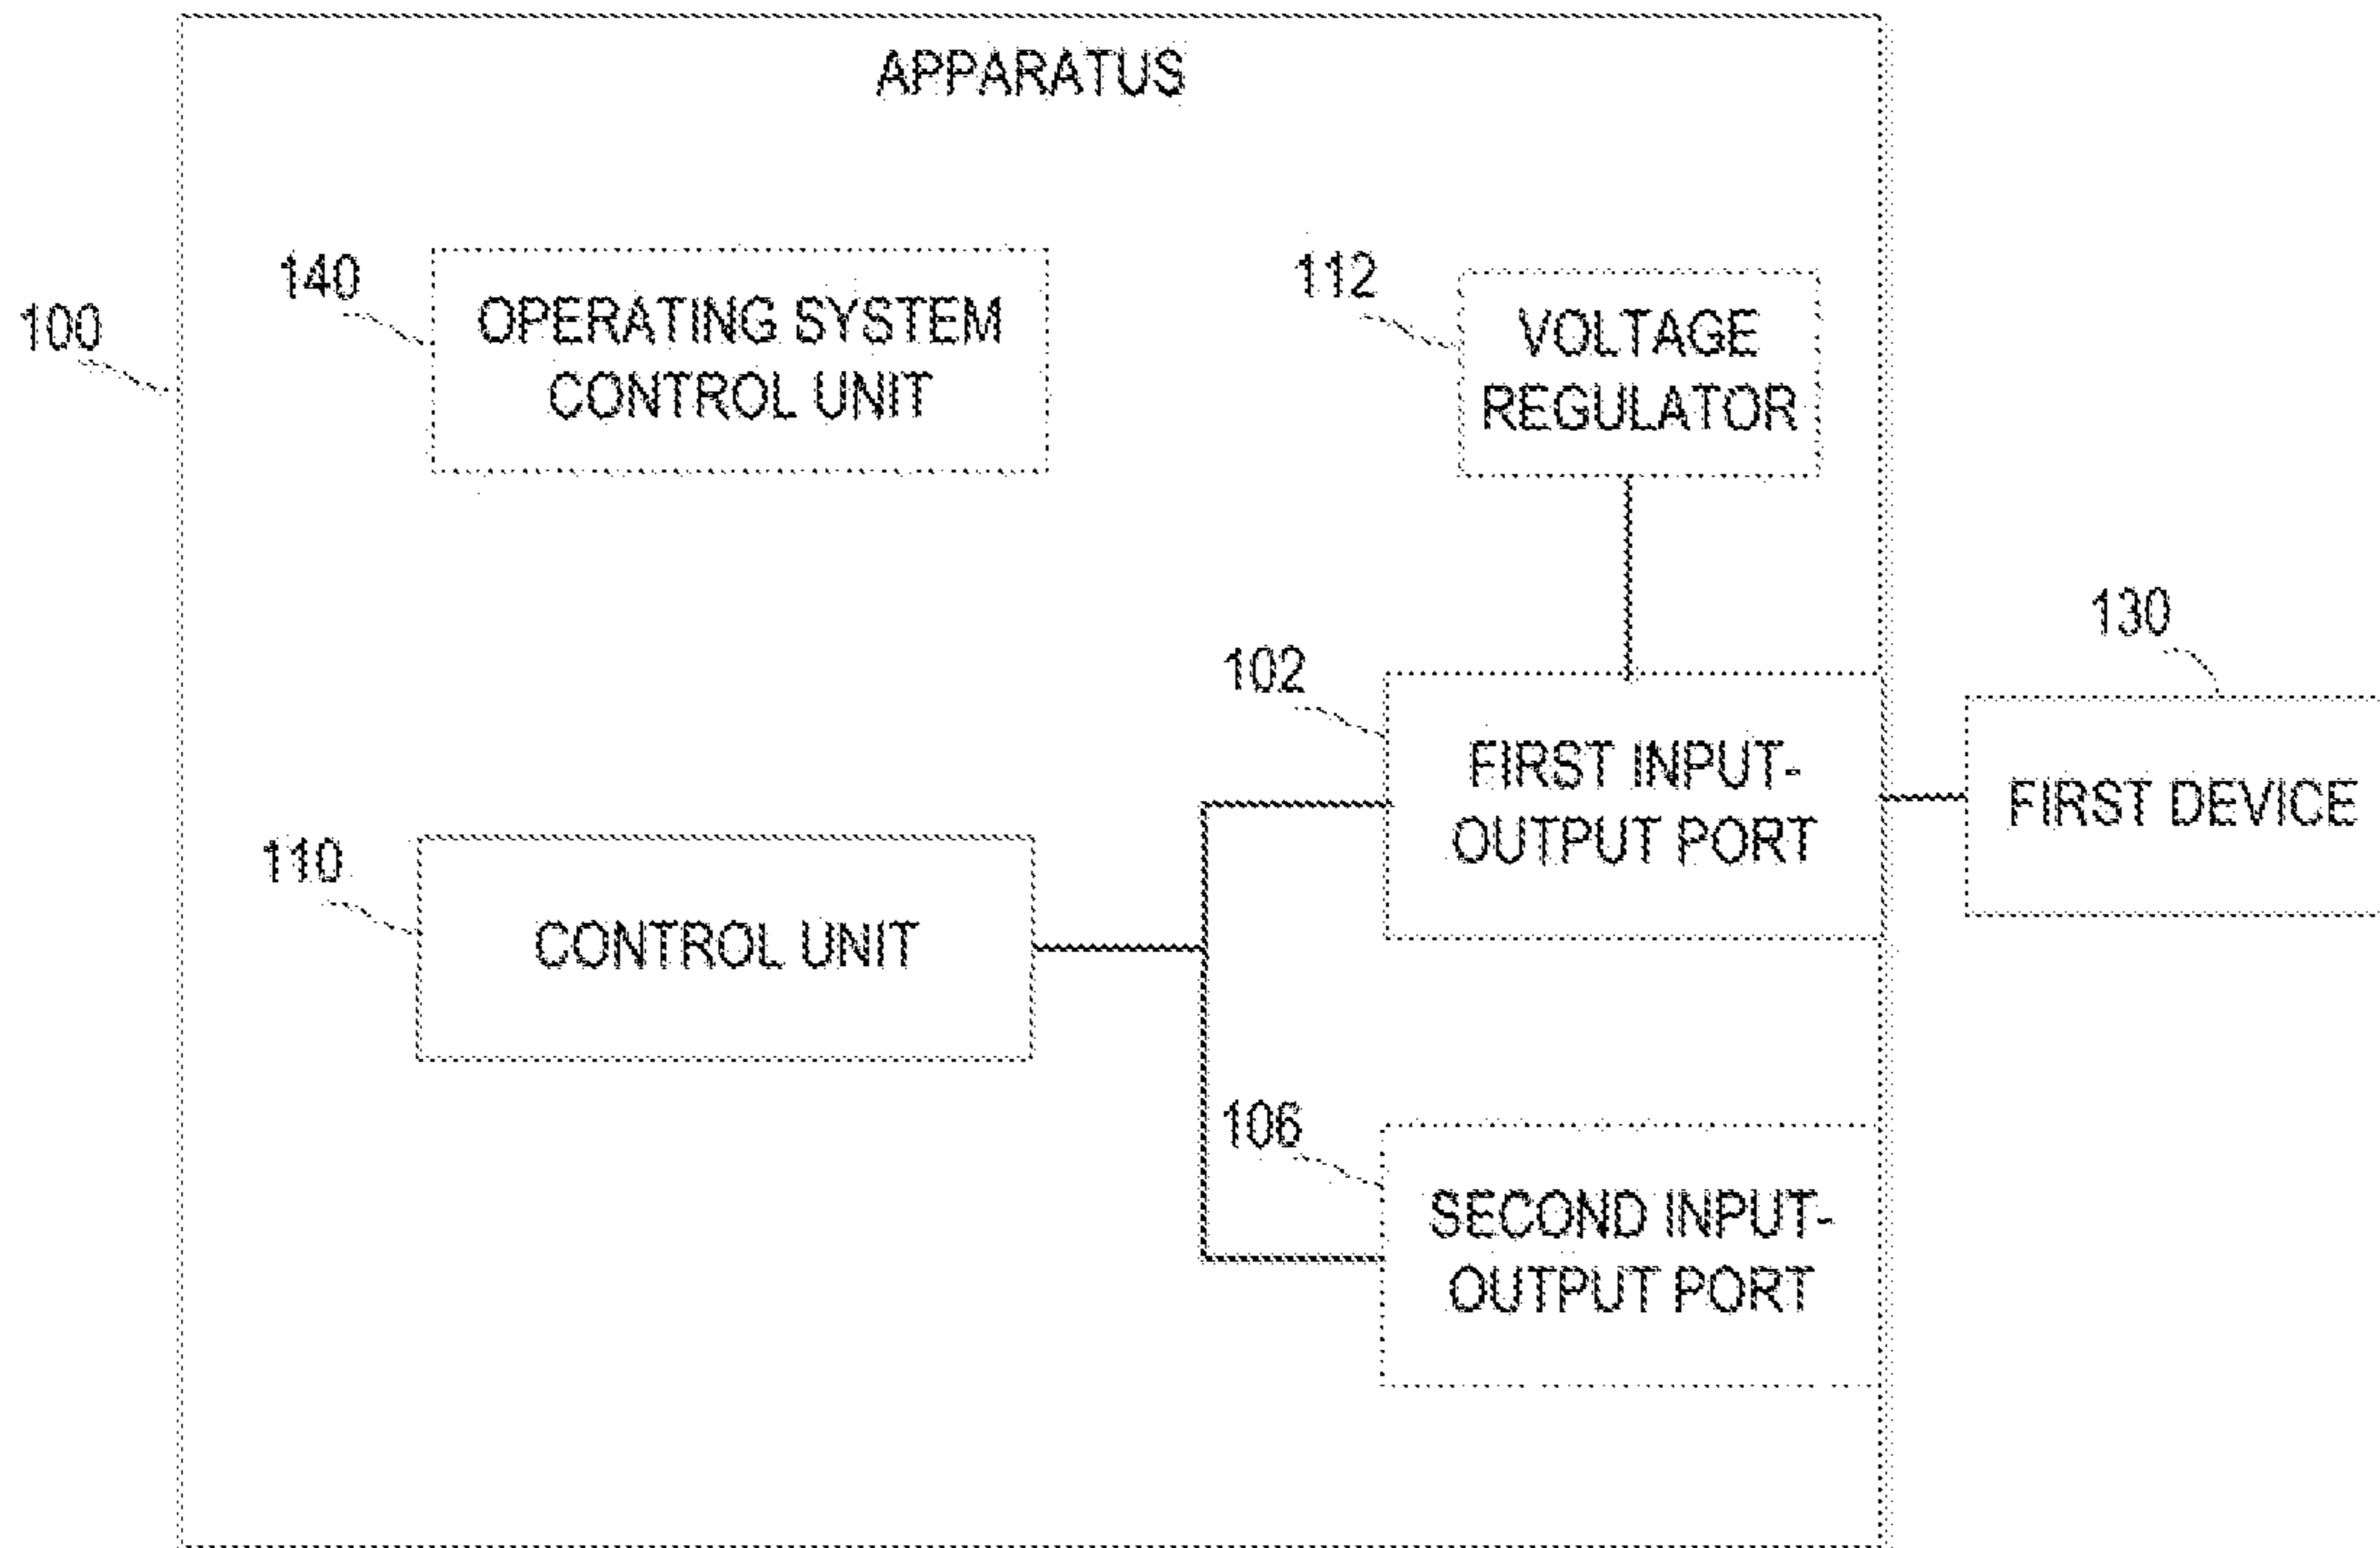 APPARATUS
100
140
OPERATING SYSTEM
CONTROL UNIT
112
VOLTAGE
REGULATOR
102
FIRST INPUT-
OUTPUT PORT
130
FIRST DEVICE
110
CONTROL UNIT
106
SECOND INPUT-
OUTPUT PORT